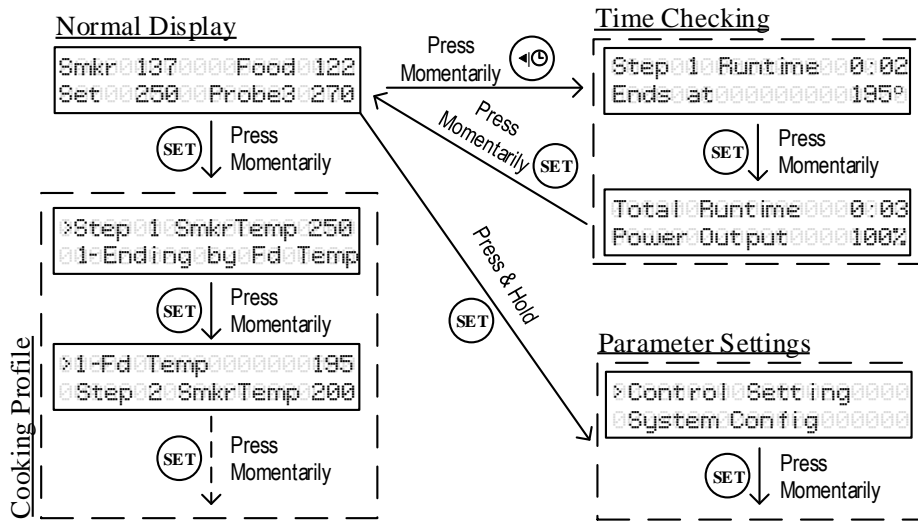 Normal Display
Smkr 137 Food 122
Set 250 Probe3 270
SET
Press
Momentarily
>Step 1 SmkrTemp 250
1-Ending by Fd Temp
SET
Press
Momentarily
>1-Fd Temp 195
Step 2 SmkrTemp 200
SET
Press
Momentarily
Cooking Profile
Press
Momentarily
Press
Momentarily
SET
Press & Hold
SET
Time Checking
Step 1 Runtime 0:02
Ends at 195º
SET
Press
Momentarily
Total Runtime 0:03
Power Output 100%
Parameter Settings
>Control Setting
System Config
SET
Press
Momentarily